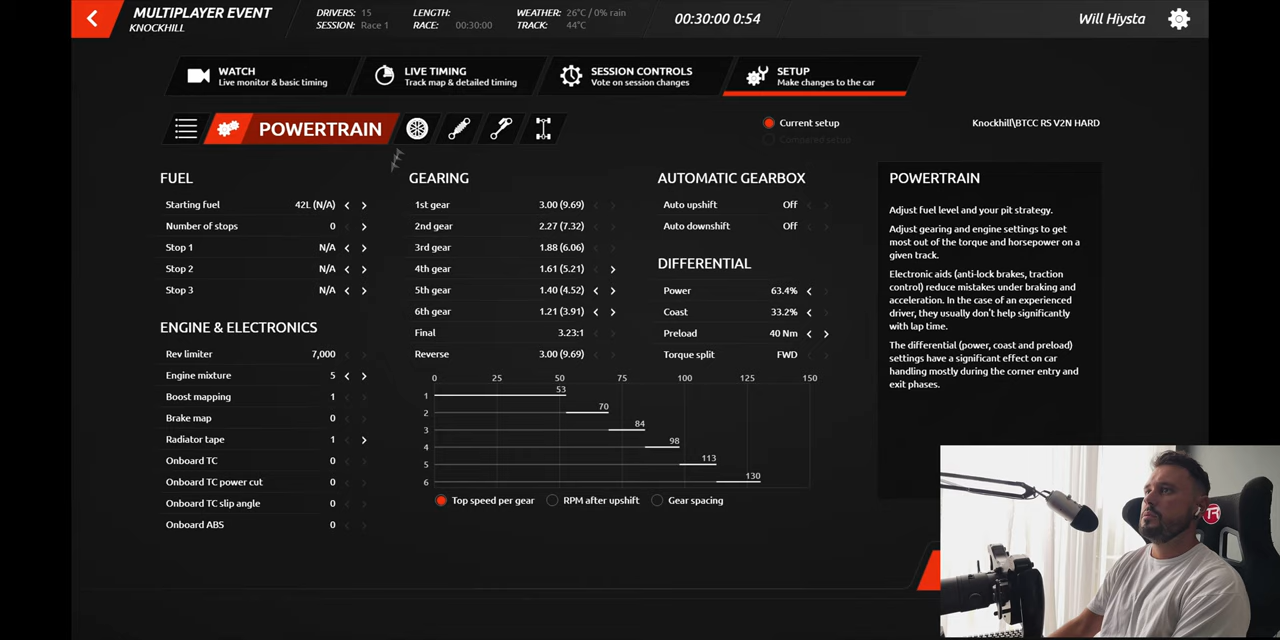 MULTIPLAYER EVENT
KNOCKHILL
DRIVERS: 15
SESSION: Race 1
LENGTH:
RACE: 00:30:00
WEATHER: 26°C / 0% rain
TRACK: 44°C
00:30:00 0:54
Will Hiysta
WATCH
Live monitor & basic timing
LIVE TIMING
Track map & detailed timing
SESSION CONTROLS
Vote on session changes
SETUP
Make changes to the car
POWERTRAIN
Current setup
Compared setup
Knockhill\BTCC RS V2N HARD
FUEL
Starting fuel 42L (N/A)
Number of stops 0
Stop 1 N/A
Stop 2 N/A
Stop 3 N/A
ENGINE & ELECTRONICS
Rev limiter 7,000
Engine mixture 5
Boost mapping 1
Brake map 0
Radiator tape 1
Onboard TC 0
Onboard TC power cut 0
Onboard TC slip angle 0
Onboard ABS 0
GEARING
1st gear 3.00 (9.69)
2nd gear 2.27 (7.32)
3rd gear 1.88 (6.06)
4th gear 1.61 (5.21)
5th gear 1.40 (4.52)
6th gear 1.21 (3.91)
Final 3.23:1
Reverse 3.00 (9.69)
0 25 50 75 100 125 150
1 53
2 70
3 84
4 98
5 113
6 130
Top speed per gear RPM after upshift Gear spacing
AUTOMATIC GEARBOX
Auto upshift Off
Auto downshift Off
DIFFERENTIAL
Power 63.4%
Coast 33.2%
Preload 40 Nm
Torque split FWD
POWERTRAIN
Adjust fuel level and your pit strategy.
Adjust gearing and engine settings to get
most out of the torque and horsepower on a
given track.
Electronic aids (anti-lock brakes, traction
control) reduce mistakes under braking and
acceleration. In the case of an experienced
driver, they usually don't help significantly
with lap time.
The differential (power, coast and preload)
settings have a significant effect on car
handling mostly during the corner entry and
exit phases.